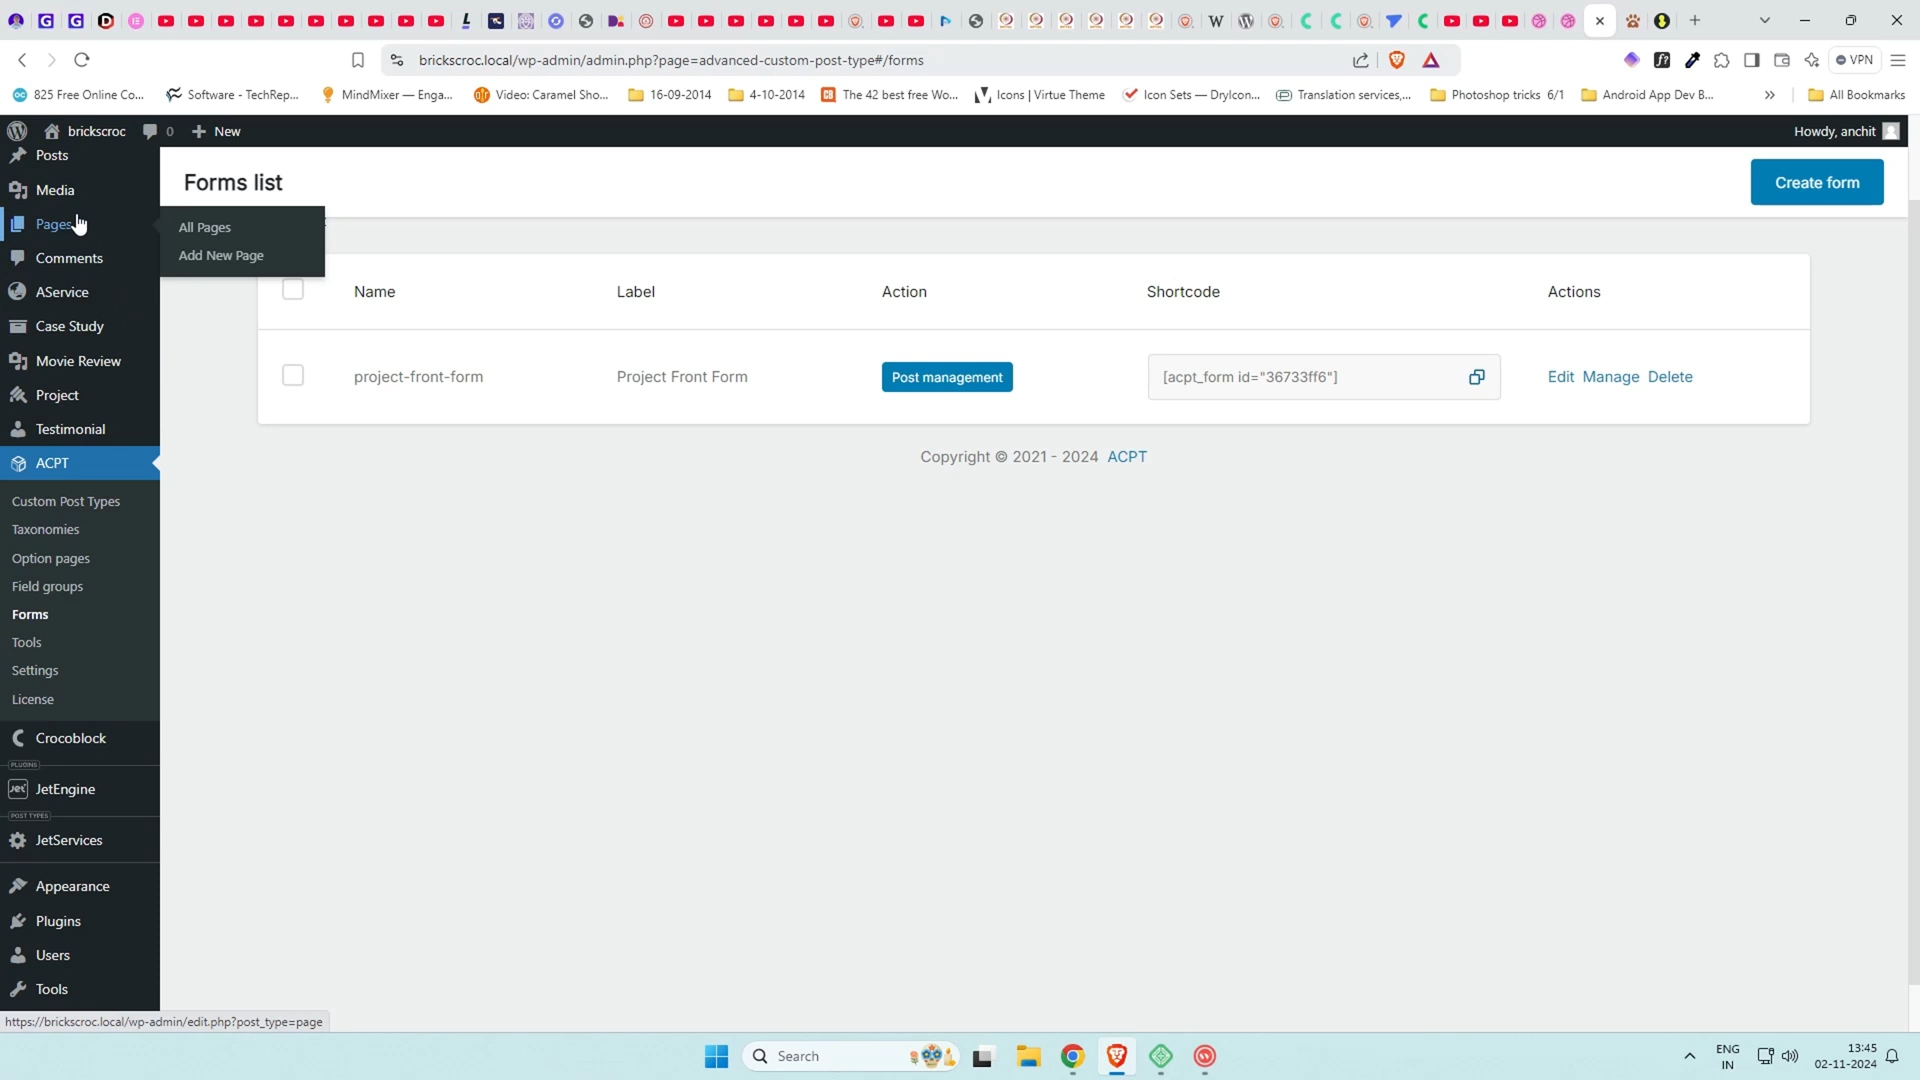 brickscroc.local/wp-admin/admin.php?page=advanced-custom-post-type#/forms
VPN
825 Free Online Co...
Software - TechRep...
MindMixer — Enga...
Video: Caramel Sho...
16-09-2014
4-10-2014
The 42 best free Wo...
Icons | Virtue Theme
Icon Sets — DryIcon...
Translation services,...
Photoshop tricks 6/1
Android App Dev B...
All Bookmarks
brickscroc
0
New
Howdy, anchit
Posts
Media
Pages
Comments
AService
Case Study
Movie Review
Project
Testimonial
ACPT
Custom Post Types
Taxonomies
Option pages
Field groups
Forms
Tools
Settings
License
Crocoblock
PLUGINS
JetEngine
POST TYPES
JetServices
Appearance
Plugins
Users
Tools
All Pages
Add New Page
Forms list
Create form
Name Label Action Shortcode Actions
project-front-form Project Front Form Post management [acpt_form id="36733ff6"] Edit Manage Delete
Copyright © 2021 - 2024 ACPT
https://brickscroc.local/wp-admin/edit.php?post_type=page
Search
ENG
IN
13:45
02-11-2024